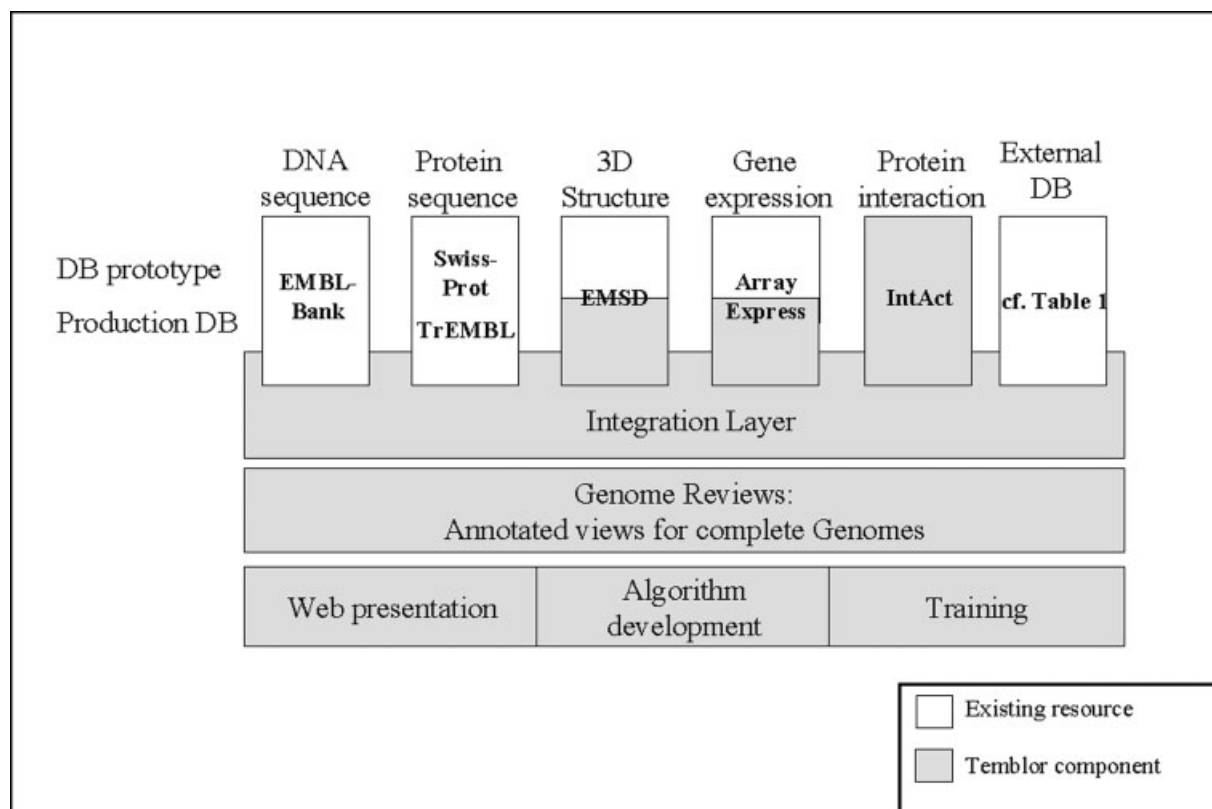 DNA sequence
Protein sequence
3D Structure
Gene expression
Protein interaction
External DB
DB prototype
Production DB
EMBL-
Bank
Swiss-
Prot
TrEMBL
EMSD
Array
Express
IntAct
cf. Table 1
Integration Layer
Genome Reviews:
Annotated views for complete Genomes
Web presentation
Algorithm
development
Training
Existing resource
Temblor component